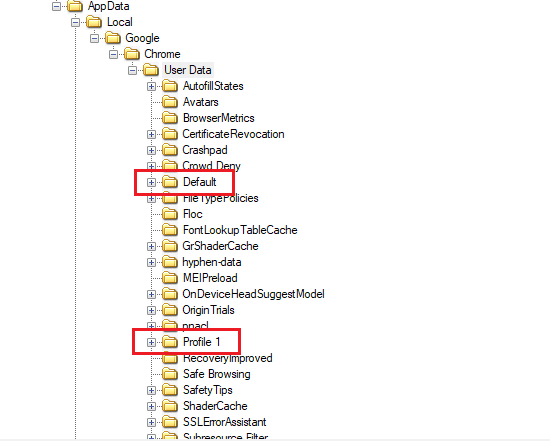 AppData
Local
Google
Chrome
User Data
AutofillStates
Avatars
BrowserMetrics
CertificateRevocation
Crashpad
Crowd Deny
Default
FileTypePolicies
Floc
FontLookupTableCache
GrShaderCache
hyphen-data
MEIPreload
OnDeviceHeadSuggestModel
OriginTrials
pnacl
Profile 1
RecoveryImproved
Safe Browsing
SafetyTips
ShaderCache
SSLErrorAssistant
Subresource Filter